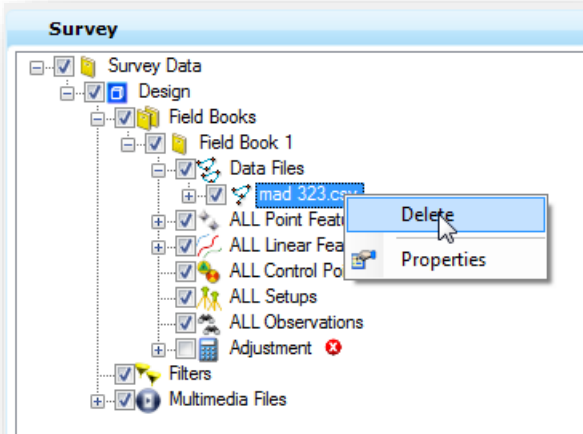 Survey
Survey Data
Design
Field Books
Field Book 1
Data Files
mad 323.csv
Delete
ALL Point Feat
ALL Linear Fea
Properties
ALL Control Po
ALL Setups
ALL Observations
Adjustment
Filters
Multimedia Files